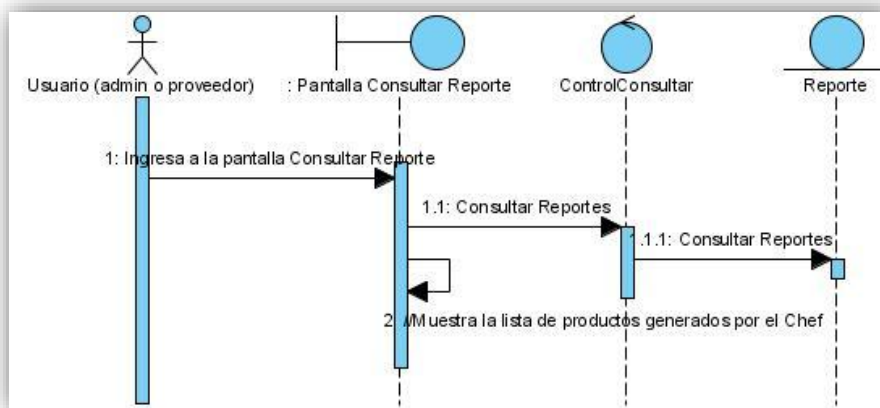 Usuario (admin o proveedor)
: Pantalla Consultar Reporte
ControlConsultar
Reporte
1: Ingresa a la pantalla Consultar Reporte
1.1: Consultar Reportes
1.1.1: Consultar Reportes
2: //Muestra la lista de productos generados por el Chef